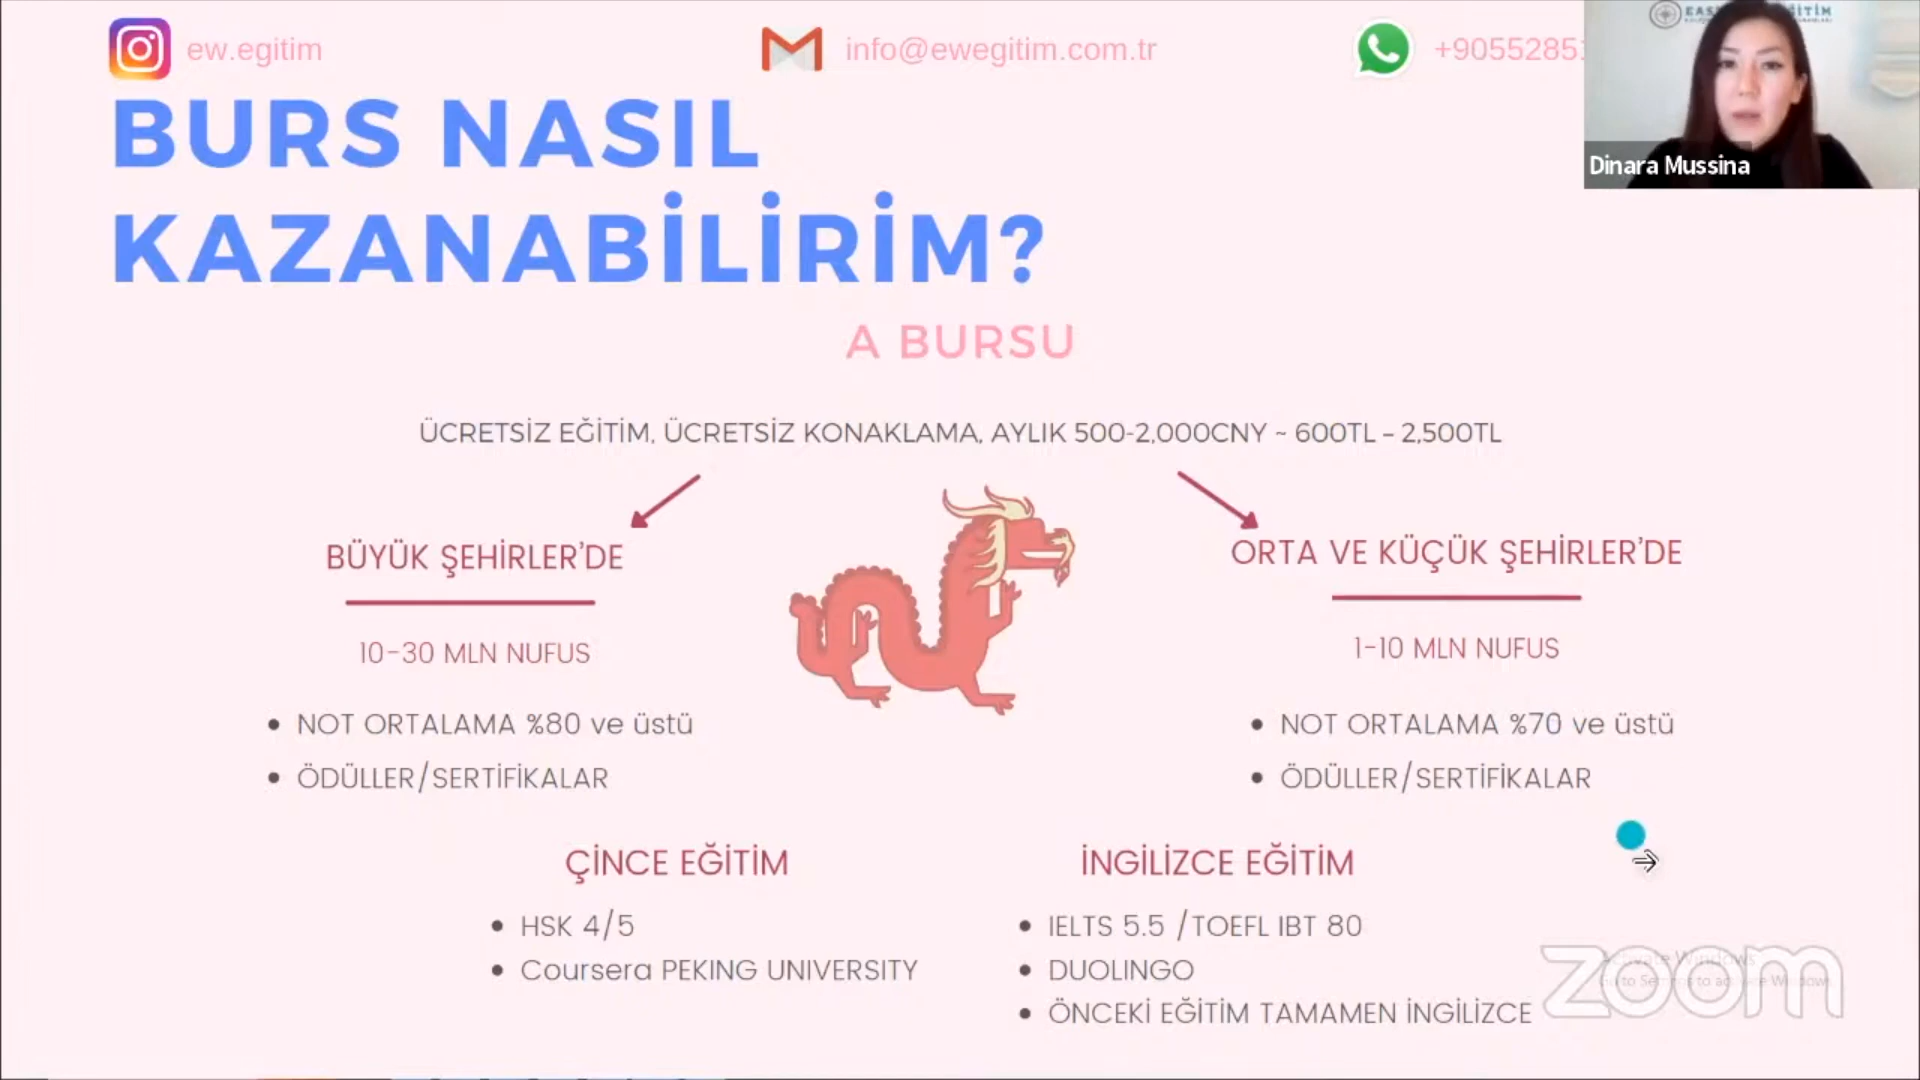 ew.egitim
info@ewegitim.com.tr
+9055285
BURS NASIL
KAZANABİLİRİM?
Dinara Mussina
A BURSU
ÜCRETSİZ EĞİTİM, ÜCRETSİZ KONAKLAMA, AYLIK 500-2,000CNY ~ 600TL – 2,500TL
BÜYÜK ŞEHİRLER'DE
10-30 MLN NUFUS
• NOT ORTALAMA %80 ve üstü
• ÖDÜLLER/SERTİFİKALAR
ORTA VE KÜÇÜK ŞEHİRLER'DE
1-10 MLN NUFUS
• NOT ORTALAMA %70 ve üstü
• ÖDÜLLER/SERTİFİKALAR
ÇİNCE EĞİTİM
• HSK 4/5
• Coursera PEKING UNIVERSITY
İNGİLİZCE EĞİTİM
• IELTS 5.5 /TOEFL IBT 80
• DUOLINGO
• ÖNCEKİ EĞİTİM TAMAMEN İNGİLİZCE
zoom